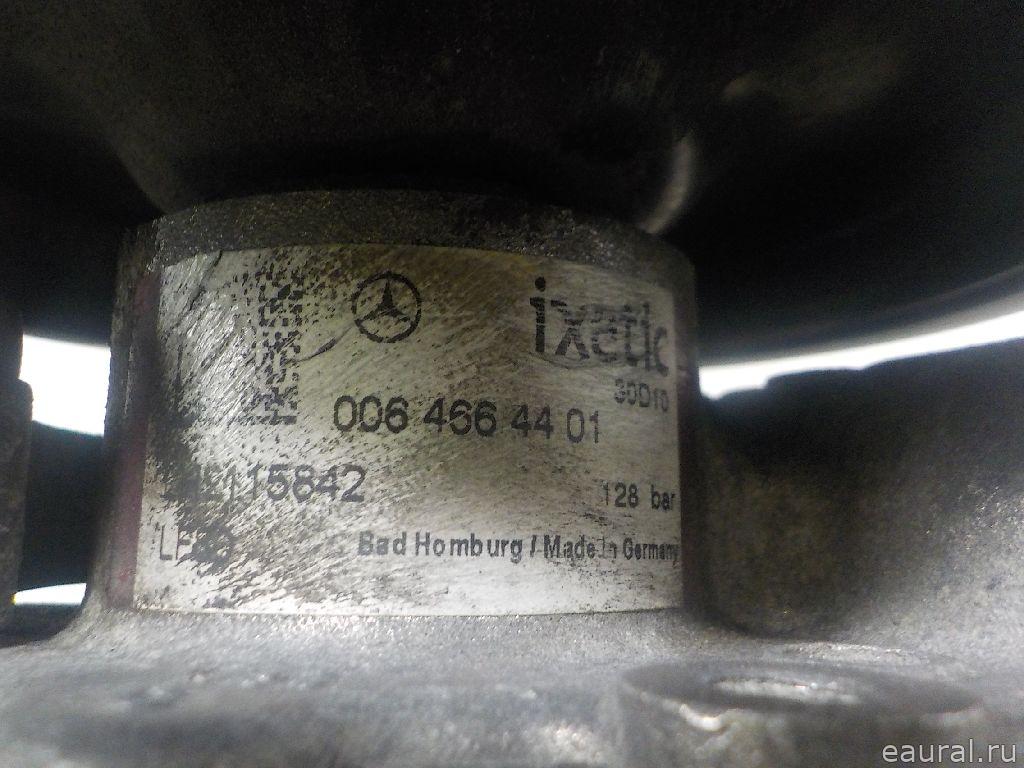 ixetic
30D10
006 466 44 01
128 bar
Bad Homburg / Made in Germany
eaural.ru